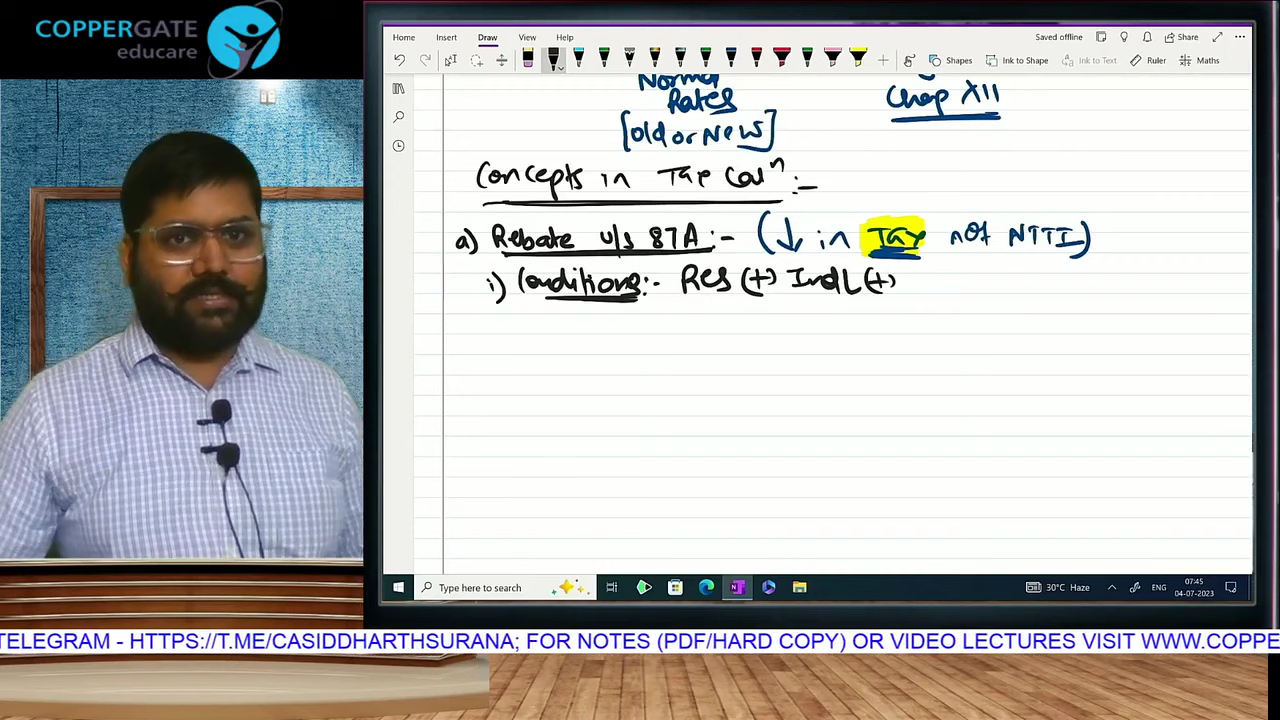 COPPERGATE
educare
Saved offline
Share
Home Insert Draw View Help
Shapes Ink to Shape Ink to Text Ruler Maths
Normal
Rates
[old or New]
Chap XII
Concepts in Tax Calⁿ :-
a) Rebate u/s 87A :- (↓ in Tax not NTTI)
i) Conditions :- Res (+) Indl (+)
Type here to search
30°C Haze
ENG
07:45
04-07-2023
TELEGRAM - HTTPS://T.ME/CASIDDHARTHSURANA; FOR NOTES (PDF/HARD COPY) OR VIDEO LECTURES VISIT WWW.COPPE